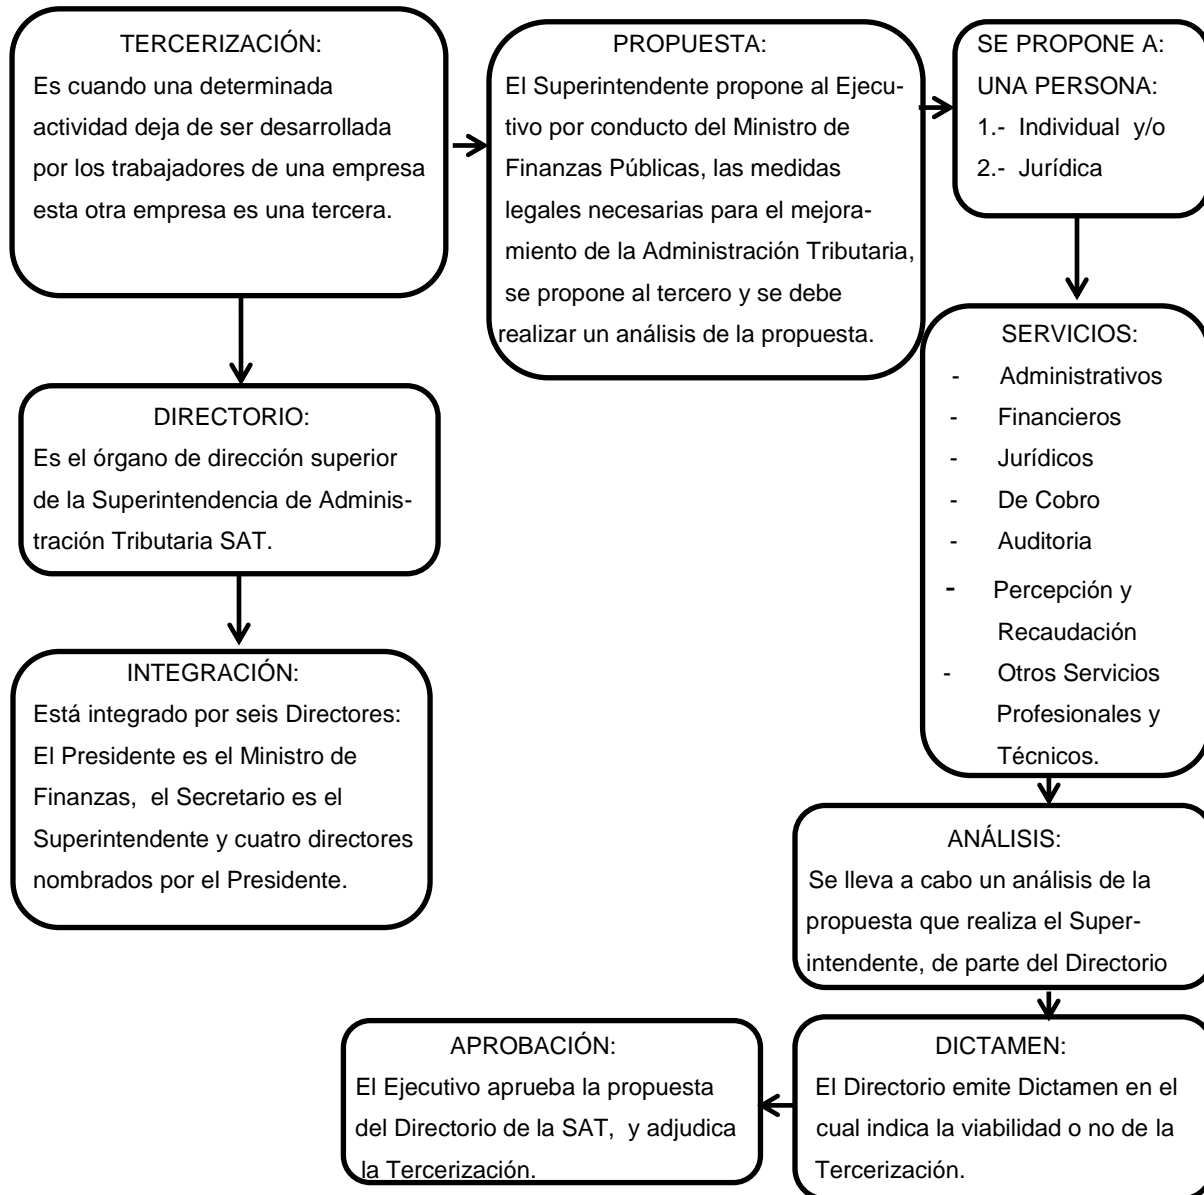 TERCERIZACIÓN:
Es cuando una determinada
actividad deja de ser desarrollada
por los trabajadores de una empresa
esta otra empresa es una tercera.
PROPUESTA:
El Superintendente propone al Ejecu-
tivo por conducto del Ministro de
Finanzas Públicas, las medidas
legales necesarias para el mejora-
miento de la Administración Tributaria,
se propone al tercero y se debe
realizar un análisis de la propuesta.
SE PROPONE A:
UNA PERSONA:
1.- Individual y/o
2.- Jurídica
DIRECTORIO:
Es el órgano de dirección superior
de la Superintendencia de Adminis-
tración Tributaria SAT.
SERVICIOS:
- Administrativos
- Financieros
- Jurídicos
- De Cobro
- Auditoria
- Percepción y
Recaudación
- Otros Servicios
Profesionales y
Técnicos.
INTEGRACIÓN:
Está integrado por seis Directores:
El Presidente es el Ministro de
Finanzas, el Secretario es el
Superintendente y cuatro directores
nombrados por el Presidente.
ANÁLISIS:
Se lleva a cabo un análisis de la
propuesta que realiza el Super-
intendente, de parte del Directorio
DICTAMEN:
El Directorio emite Dictamen en el
cual indica la viabilidad o no de la
Tercerización.
APROBACIÓN:
El Ejecutivo aprueba la propuesta
del Directorio de la SAT, y adjudica
la Tercerización.